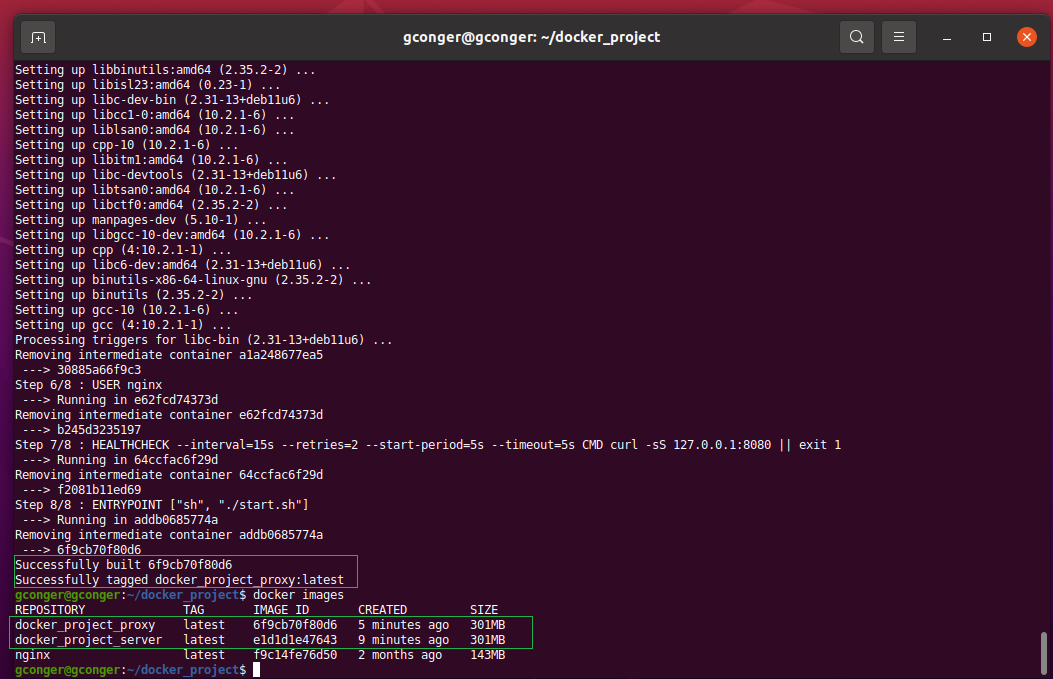 gconger@gconger: ~/docker_project
Setting up libbinutils:amd64 (2.35.2-2) ...
Setting up libisl23:amd64 (0.23-1) ...
Setting up libc-dev-bin (2.31-13+deb11u6) ...
Setting up libcc1-0:amd64 (10.2.1-6) ...
Setting up liblsan0:amd64 (10.2.1-6) ...
Setting up cpp-10 (10.2.1-6) ...
Setting up libitm1:amd64 (10.2.1-6) ...
Setting up libc-devtools (2.31-13+deb11u6) ...
Setting up libtsan0:amd64 (10.2.1-6) ...
Setting up libctf0:amd64 (2.35.2-2) ...
Setting up manpages-dev (5.10-1) ...
Setting up libgcc-10-dev:amd64 (10.2.1-6) ...
Setting up cpp (4:10.2.1-1) ...
Setting up libc6-dev:amd64 (2.31-13+deb11u6) ...
Setting up binutils-x86-64-linux-gnu (2.35.2-2) ...
Setting up binutils (2.35.2-2) ...
Setting up gcc-10 (10.2.1-6) ...
Setting up gcc (4:10.2.1-1) ...
Processing triggers for libc-bin (2.31-13+deb11u6) ...
Removing intermediate container a1a248677ea5
 ---> 30885a66f9c3
Step 6/8 : USER nginx
 ---> Running in e62fcd74373d
Removing intermediate container e62fcd74373d
 ---> b245d3235197
Step 7/8 : HEALTHCHECK --interval=15s --retries=2 --start-period=5s --timeout=5s CMD curl -sS 127.0.0.1:8080 || exit 1
 ---> Running in 64ccfac6f29d
Removing intermediate container 64ccfac6f29d
 ---> f2081b11ed69
Step 8/8 : ENTRYPOINT ["sh", "./start.sh"]
 ---> Running in addb0685774a
Removing intermediate container addb0685774a
 ---> 6f9cb70f80d6
Successfully built 6f9cb70f80d6
Successfully tagged docker_project_proxy:latest
gconger@gconger:~/docker_project$ docker images
REPOSITORY              TAG       IMAGE ID       CREATED         SIZE
docker_project_proxy    latest    6f9cb70f80d6   5 minutes ago   301MB
docker_project_server   latest    e1d1d1e47643   9 minutes ago   301MB
nginx                   latest    f9c14fe76d50   2 months ago    143MB
gconger@gconger:~/docker_project$